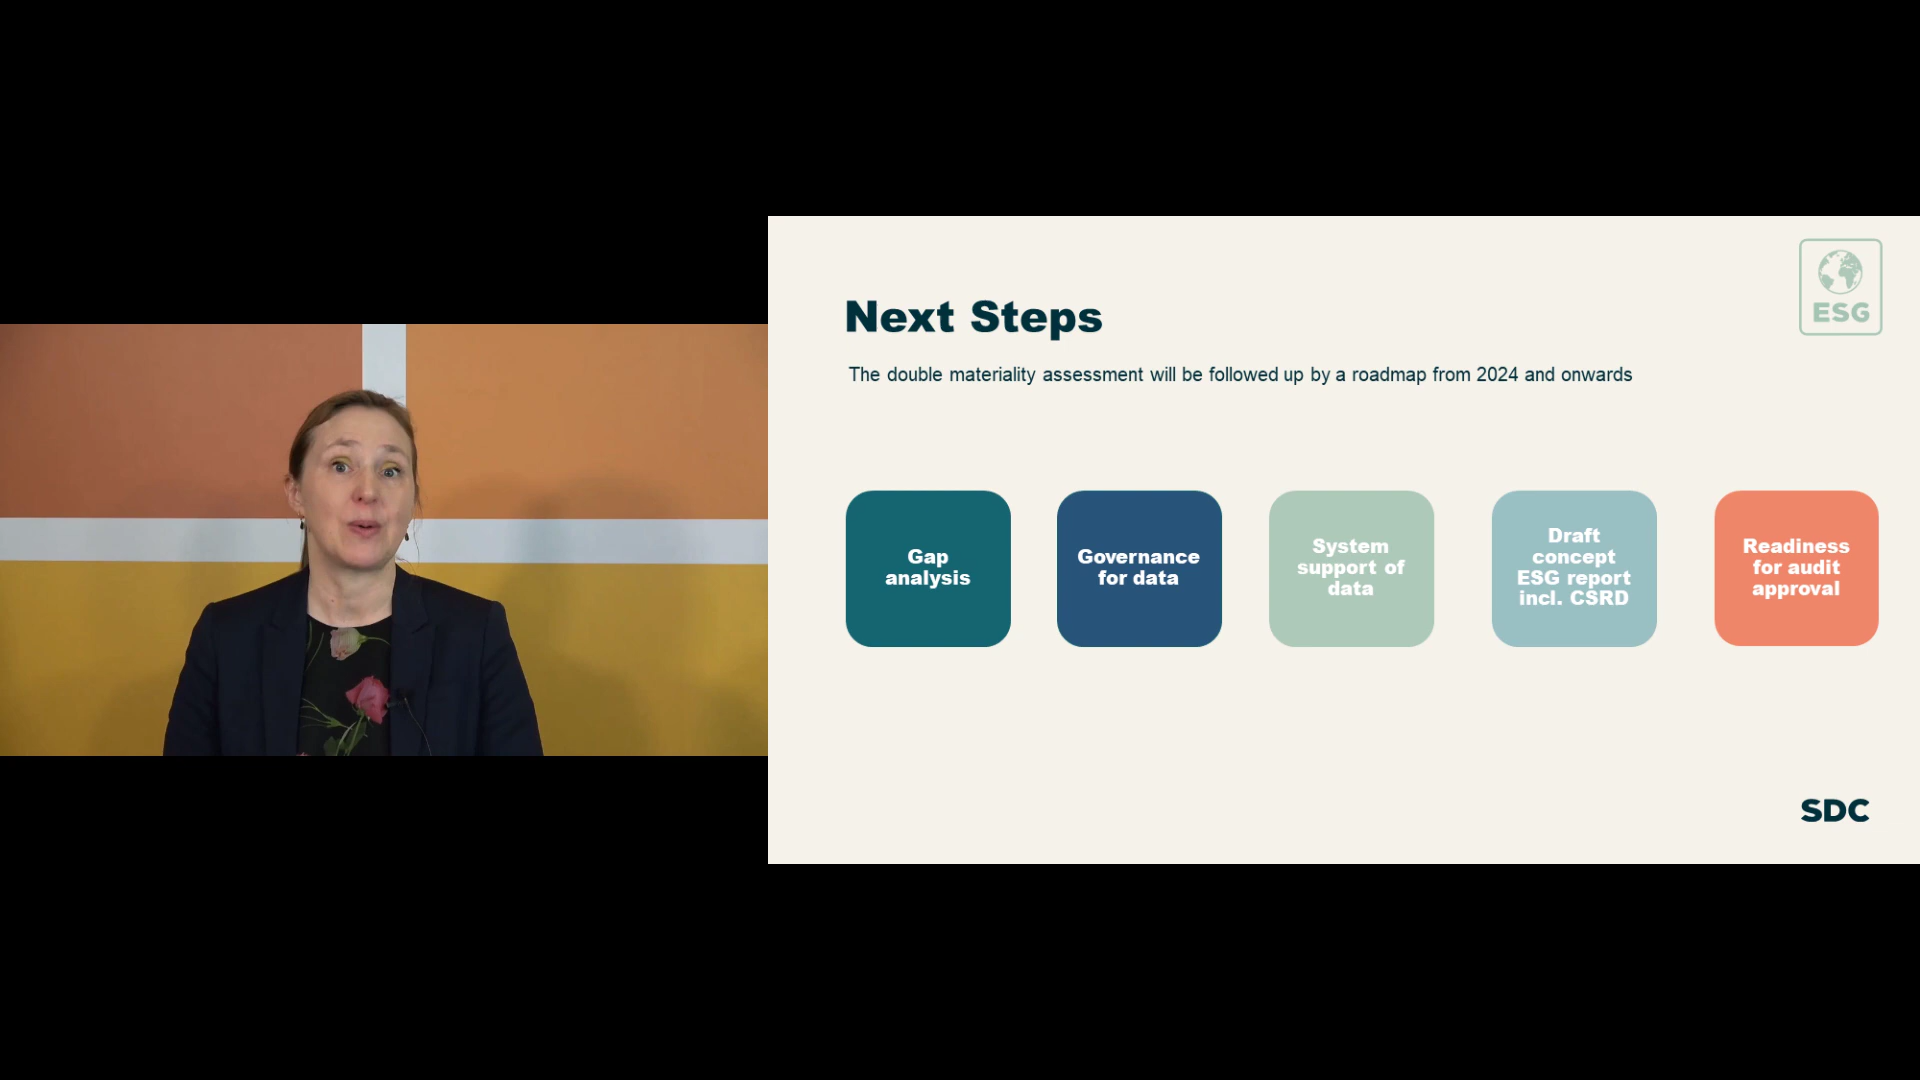 ESG
Next Steps
The double materiality assessment will be followed up by a roadmap from 2024 and onwards
Gap
analysis
Governance
for data
System
support of
data
Draft
concept
ESG report
incl. CSRD
Readiness
for audit
approval
SDC